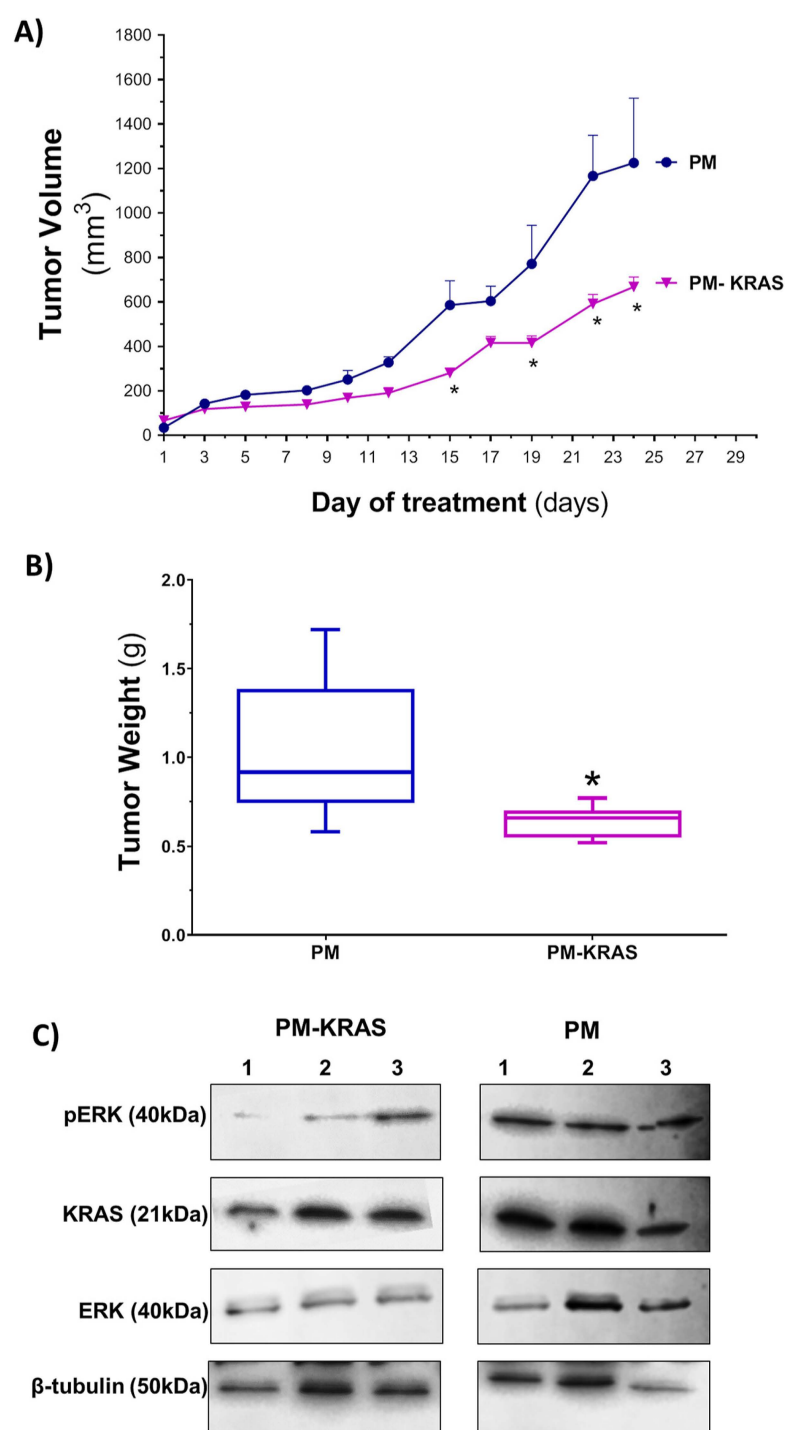 A)
Tumor Volume
(mm³)
1800
1600
1400
1200
1000
800
600
400
200
0
PM
PM- KRAS
*
*
*
*
1 3 5 7 9 11 13 15 17 19 21 23 25 27 29
Day of treatment (days)
B)
Tumor Weight (g)
2.0
1.5
1.0
0.5
0.0
*
PM PM-KRAS
C)
PM-KRAS PM
1 2 3 1 2 3
pERK (40kDa)
KRAS (21kDa)
ERK (40kDa)
β-tubulin (50kDa)